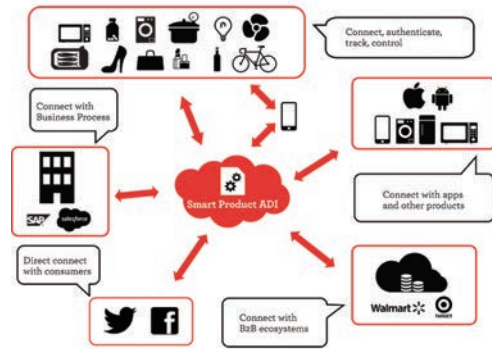 Connect, authenticate,
track, control
Connect with
Business Process
SAP
salesforce
Smart Product ADI
Connect with apps
and other products
Direct connect
with consumers
Connect with
B2B ecosystems
Walmart
TARGET